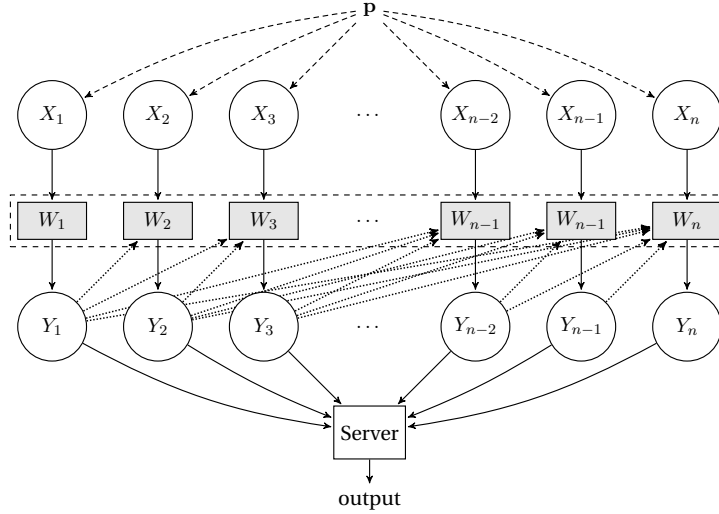 p
X₁ X₂ X₃ ... Xₙ₋₂ Xₙ₋₁ Xₙ
W₁ W₂ W₃ ... Wₙ₋₁ Wₙ₋₁ Wₙ
Y₁ Y₂ Y₃ ... Yₙ₋₂ Yₙ₋₁ Yₙ
Server
output